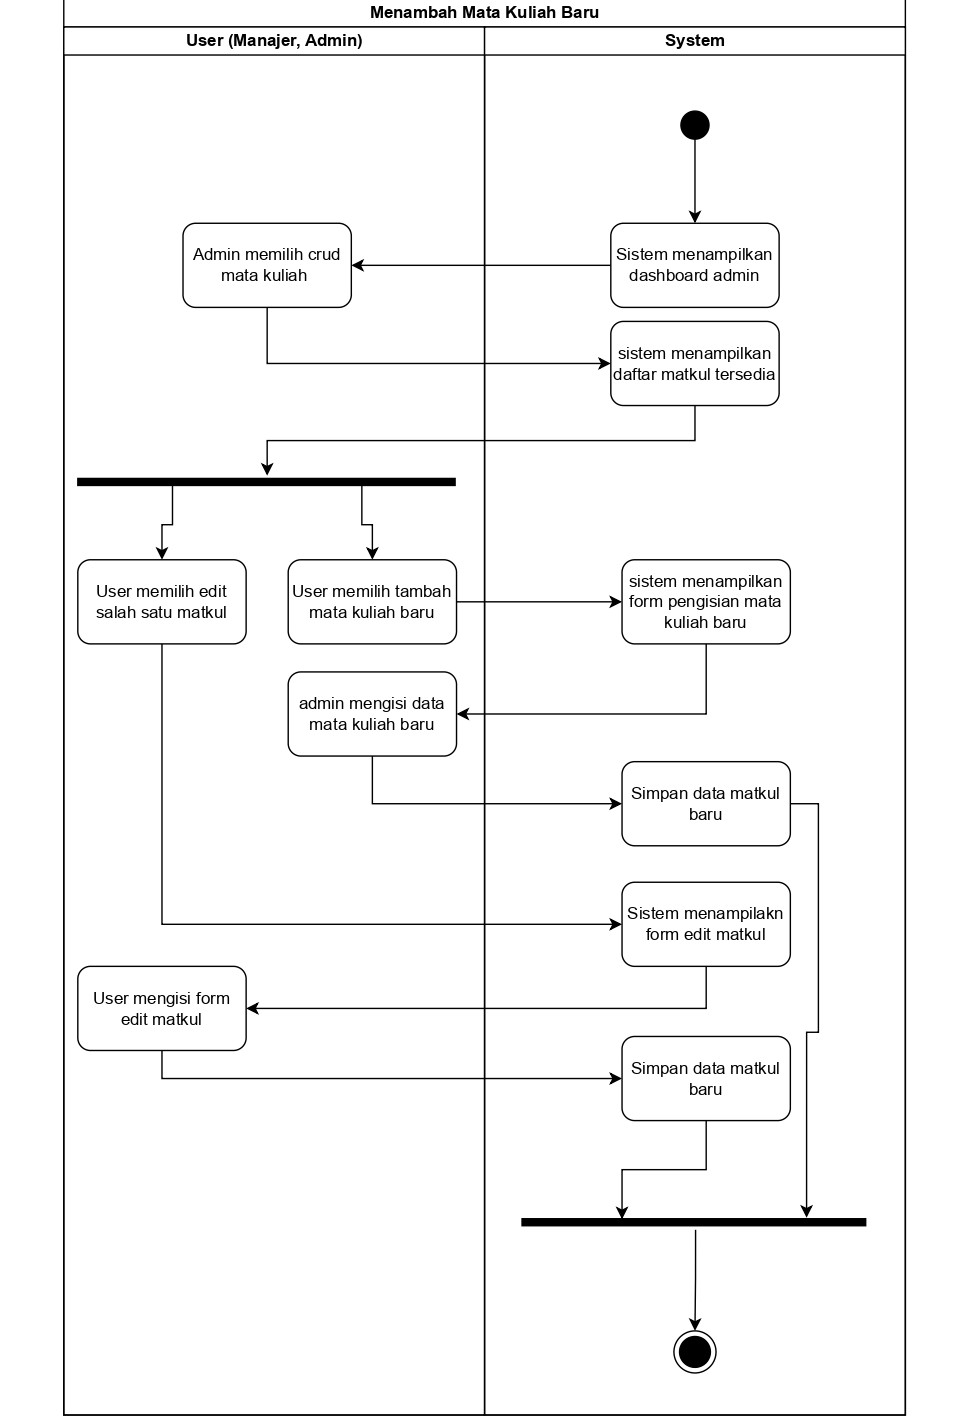 Menambah Mata Kuliah Baru
User (Manajer, Admin)
System
Admin memilih crud
mata kuliah
Sistem menampilkan
dashboard admin
sistem menampilkan
daftar matkul tersedia
User memilih edit
salah satu matkul
User memilih tambah
mata kuliah baru
sistem menampilkan
form pengisian mata
kuliah baru
admin mengisi data
mata kuliah baru
Simpan data matkul
baru
Sistem menampilakn
form edit matkul
User mengisi form
edit matkul
Simpan data matkul
baru